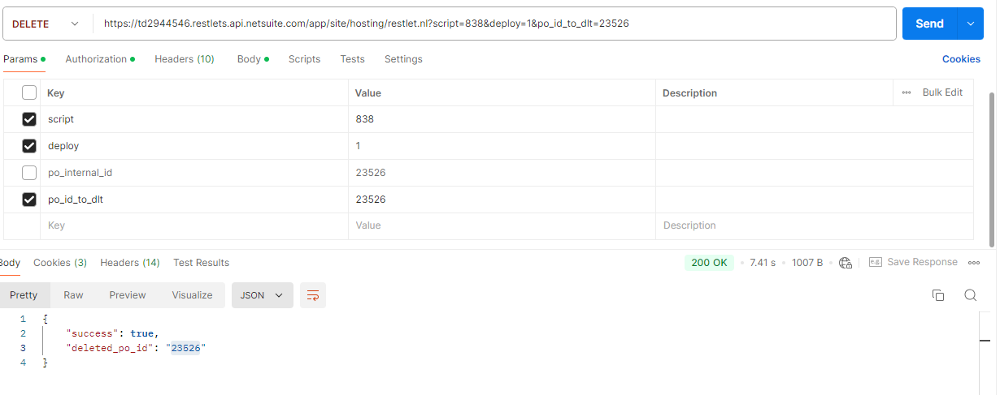 DELETE https://td2944546.restlets.api.netsuite.com/app/site/hosting/restlet.nl?script=838&deploy=1&po_id_to_dlt=23526 Send
Params Authorization Headers (10) Body Scripts Tests Settings Cookies
Key Value Description Bulk Edit
script 838
deploy 1
po_internal_id 23526
po_id_to_dlt 23526
Key Value Description
Body Cookies (3) Headers (14) Test Results 200 OK 7.41 s 1007 B e.g. Save Response
Pretty Raw Preview Visualize JSON
1 {
2 "success": true,
3 "deleted_po_id": "23526"
4 }